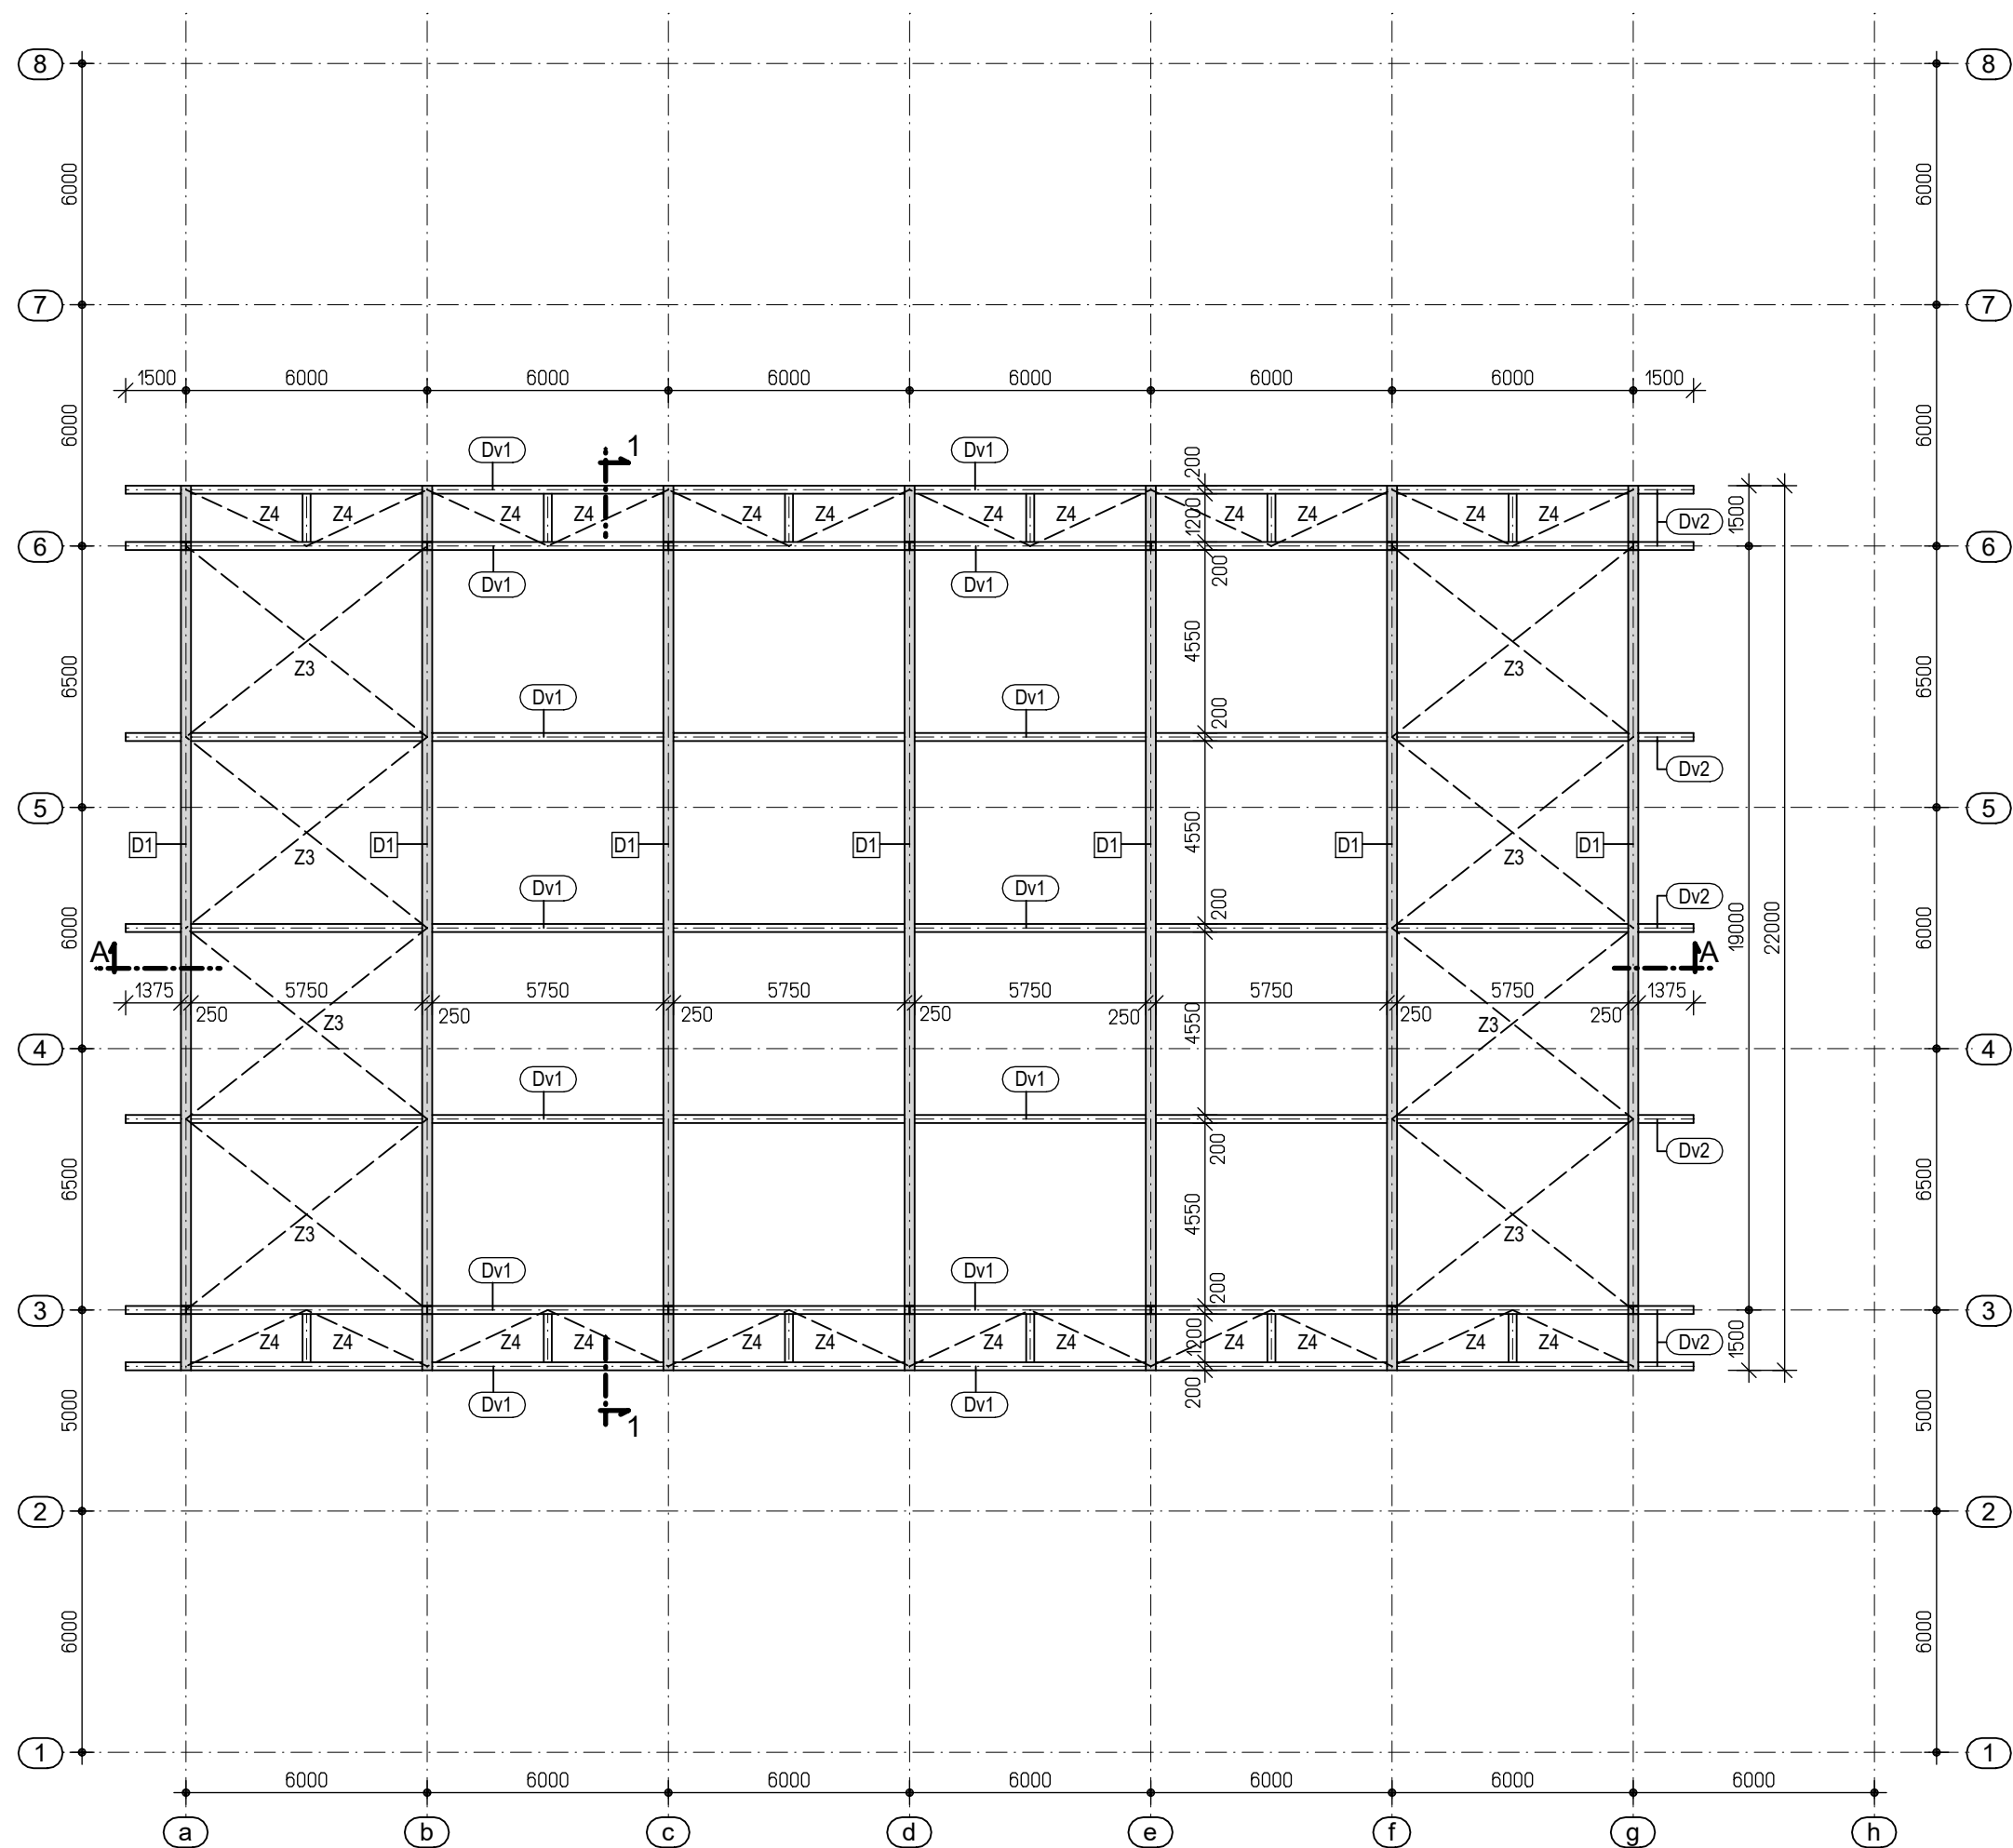 8 8
6000 6000
7 7
1500 6000 6000 6000 6000 6000 6000 1500
6000 6000
Dv1 1 Dv1 200
Z4 Z4 Z4 Z4 Z4 Z4 Z4 Z4 1200 Z4 Z4 Z4 Z4 Dv2 1500
6 6
Dv1 Dv1 200
6500 Z3 4550 Z3 6500
Dv1 Dv1 200
Dv2
5 5
D1 Z3 D1 D1 D1 D1 4550 D1 Z3 D1
Dv1 Dv1 200 Dv2
6000 19000 22000 6000
A A
1375 5750 5750 5750 5750 5750 5750 1375
250 250 250 250 250 250 250
Z3 4550 Z3
4 4
Dv1 Dv1
200 Dv2
6500 Z3 4550 Z3 6500
Dv1 Dv1 200
3 3
Z4 Z4 Z4 Z4 Z4 Z4 Z4 Z4 1200 Z4 Z4 Z4 Z4 Dv2 1500
Dv1 Dv1 200
5000 1 5000
2 2
6000 6000
1 1
6000 6000 6000 6000 6000 6000 6000
a b c d e f g h